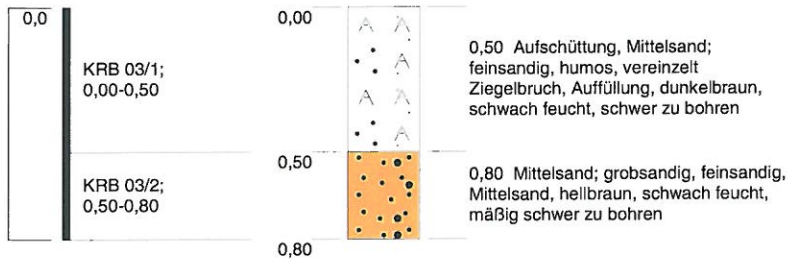 0,0
KRB 03/1;
0,00-0,50
KRB 03/2;
0,50-0,80
0,00
0,50
0,80
A A
A
A A
A
0,50 Aufschüttung, Mittelsand;
feinsandig, humos, vereinzelt
Ziegelbruch, Auffüllung, dunkelbraun,
schwach feucht, schwer zu bohren
0,80 Mittelsand; grobsandig, feinsandig,
Mittelsand, hellbraun, schwach feucht,
mäßig schwer zu bohren